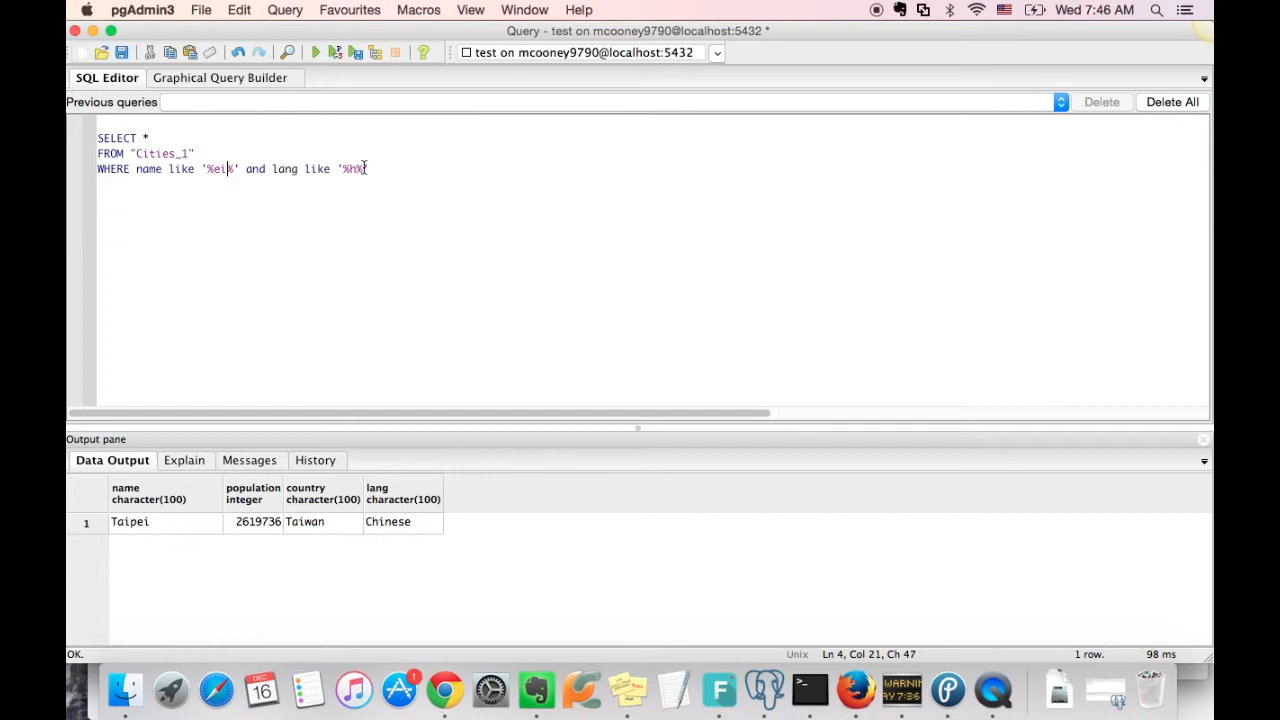 pgAdmin3 File Edit Query Favourites Macros View Window Help Wed 7:46 AM
Query - test on mcooney9790@localhost:5432 *
test on mcooney9790@localhost:5432
SQL Editor Graphical Query Builder
Previous queries Delete Delete All
SELECT *
FROM "Cities_1"
WHERE name like '%ei%' and lang like '%h%'
Output pane
Data Output Explain Messages History
name population country lang
character(100) integer character(100) character(100)
1 Taipei 2619736 Taiwan Chinese
OK. Unix Ln 4, Col 21, Ch 47 1 row. 98 ms
DEC
16
1
WARNIN